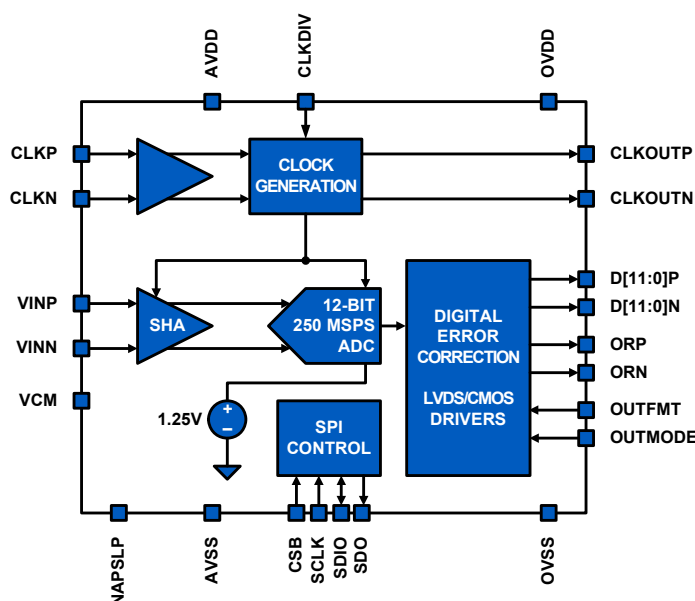 AVDD
CLKDIV
OVDD
CLKP
CLKN
CLOCK
GENERATION
CLKOUTP
CLKOUTN
VINP
VINN
VCM
SHA
12-BIT
250 MSPS
ADC
1.25V
+
−
DIGITAL
ERROR
CORRECTION
LVDS/CMOS
DRIVERS
SPI
CONTROL
D[11:0]P
D[11:0]N
ORP
ORN
OUTFMT
OUTMODE
NAPSLP
AVSS
CSB
SCLK
SDIO
SDO
OVSS